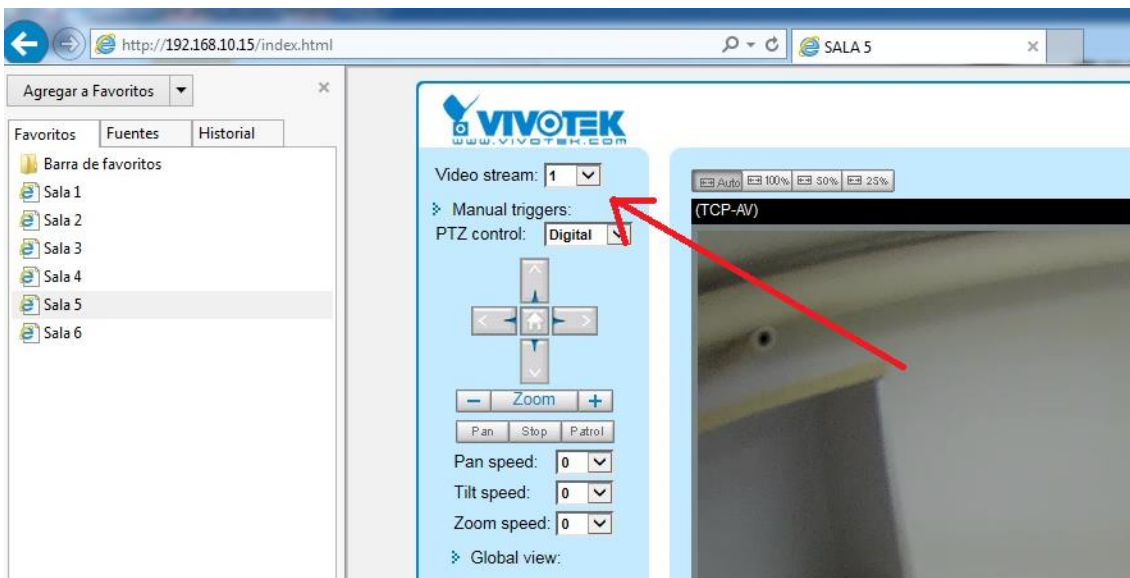 http://192.168.10.15/index.html
SALA 5
Agregar a Favoritos
Favoritos Fuentes Historial
Barra de favoritos
Sala 1
Sala 2
Sala 3
Sala 4
Sala 5
Sala 6
VIVOTEK
www.vivotek.com
Video stream: 1
Manual triggers:
PTZ control: Digital
Zoom
Pan Stop Patrol
Pan speed: 0
Tilt speed: 0
Zoom speed: 0
Global view:
Auto 100% 50% 25%
(TCP-AV)